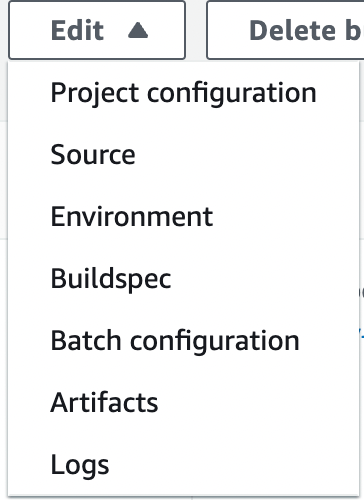 Edit Delete b
Project configuration
Source
Environment
Buildspec
Batch configuration
Artifacts
Logs